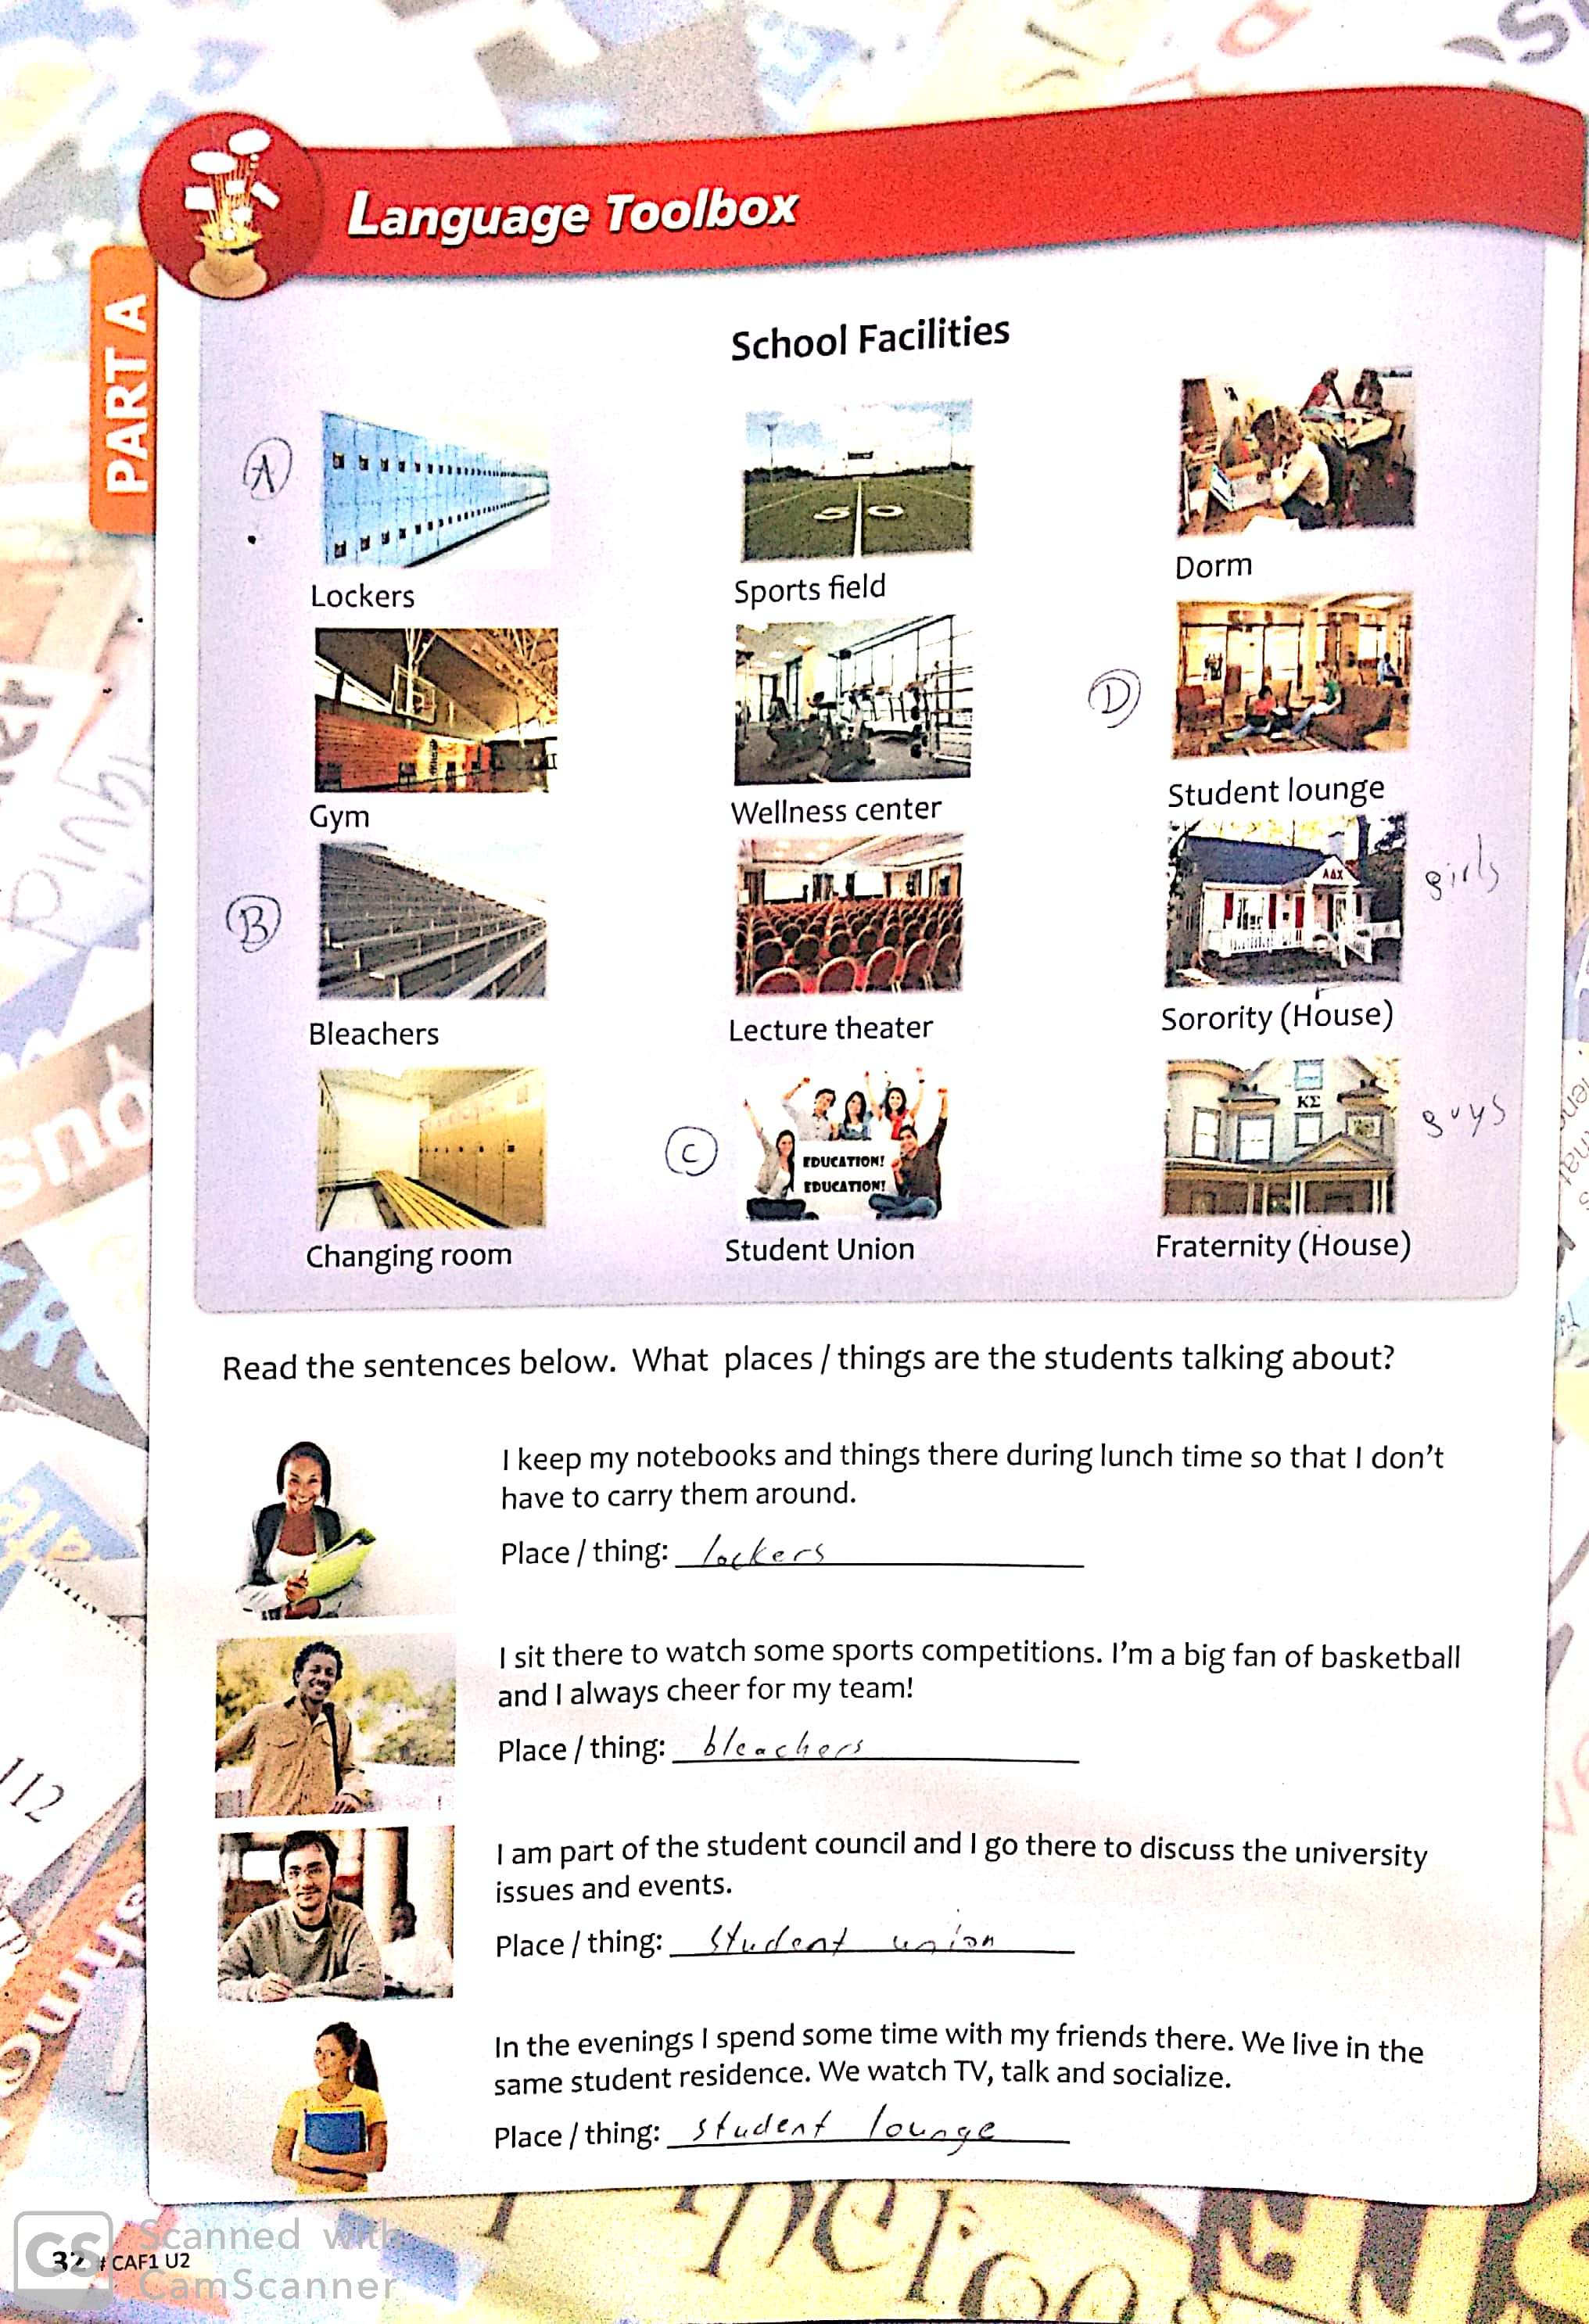 Language Toolbox
PART A
School Facilities
A
Lockers
Sports field
Dorm
Gym
Wellness center
D
Student lounge
B
Bleachers
Lecture theater
ΑΔΧ
girls
Sorority (House)
Changing room
C
EDUCATION!
EDUCATION!
Student Union
ΚΣ
guys
Fraternity (House)
Read the sentences below. What places / things are the students talking about?
I keep my notebooks and things there during lunch time so that I don't
have to carry them around.
Place / thing: lockers
I sit there to watch some sports competitions. I'm a big fan of basketball
and I always cheer for my team!
Place / thing: bleachers
I am part of the student council and I go there to discuss the university
issues and events.
Place / thing: student union
In the evenings I spend some time with my friends there. We live in the
same student residence. We watch TV, talk and socialize.
Place / thing: student lounge
112
32 # CAF1 U2
CS Scanned with
CamScanner